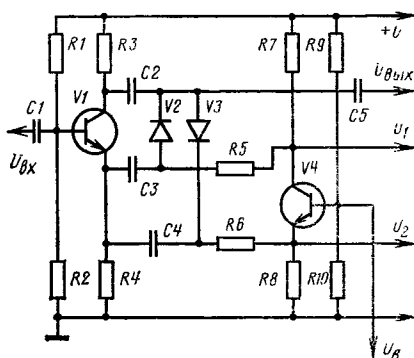 +U
R1 R3 R7 R9
C2 Uвых
V1 V2 V3 C5
C1
Uвх U1
R5
C3 V4
C4 R6
U2
R2 R4 R8 R10
Uв